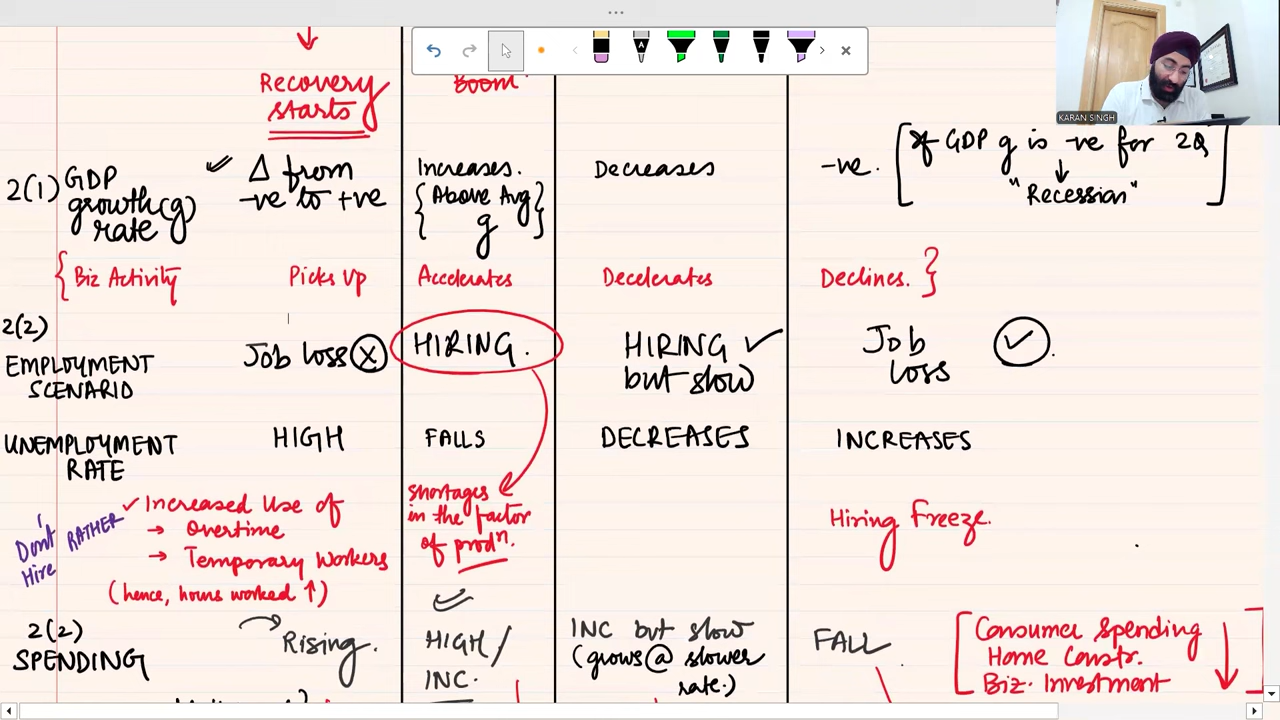 Recovery
starts
Boom
2(1) GDP
growth(g)
rate
Δ from
-ve to +ve
Increases.
{Above Avg}
g
Decreases
-ve.
If GDP g is -ve for 2Q
"Recession"
{Biz Activity
Picks Up
Accelerates
Decelerates
Declines.}
2(2)
EMPLOYMENT
SCENARIO
Job loss
HIRING.
HIRING ✓
but slow
Job
loss
✓
UNEMPLOYMENT
RATE
HIGH
FALLS
DECREASES
INCREASES
Don't
Hire
RATHER
✓ Increased Use of
→ Overtime
→ Temporary Workers
(hence, hours worked ↑)
Shortages
in the factor
of prodⁿ.
Hiring Freeze.
2(2)
SPENDING
Rising.
HIGH/
INC.
INC but slow
(grows @ slower
rate.)
FALL
Consumer Spending
Home Constr.
Biz. Investment
KARAN SINGH